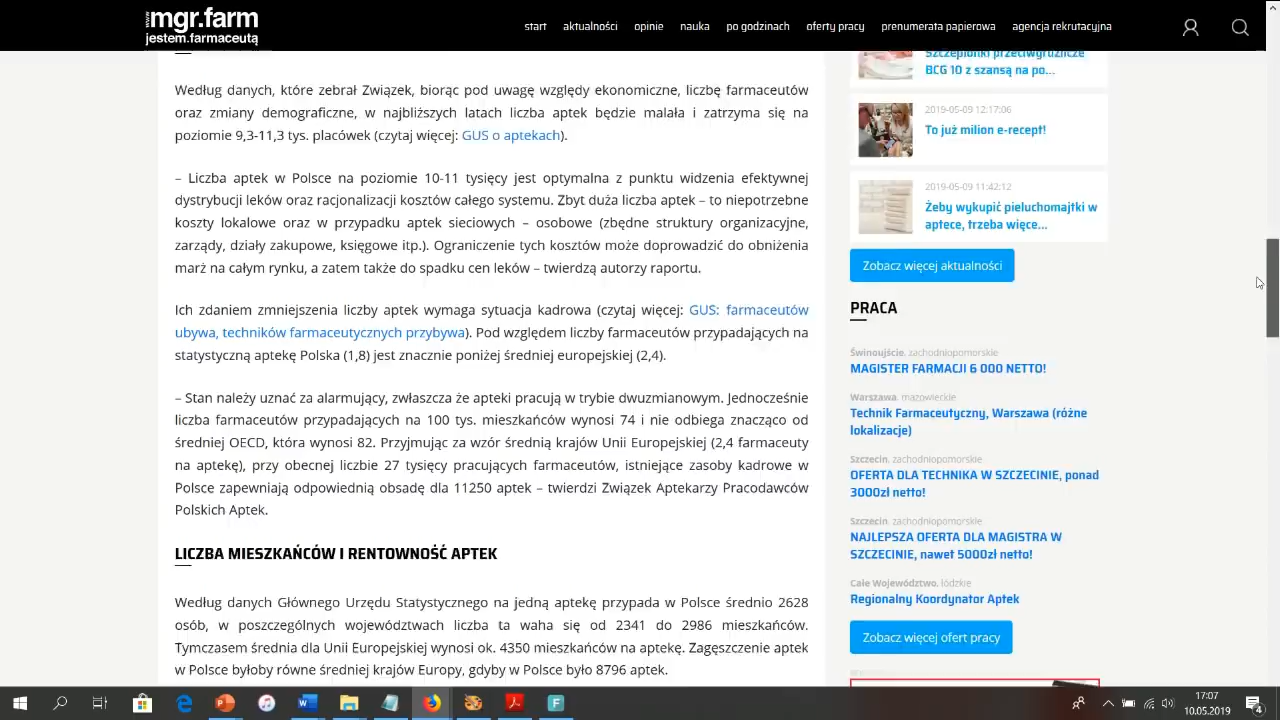 www.
mgr.farm
jestem.farmaceutą
start aktualności opinie nauka po godzinach oferty pracy prenumerata papierowa agencja rekrutacyjna
Według danych, które zebrał Związek, biorąc pod uwagę względy ekonomiczne, liczbę farmaceutów
oraz zmiany demograficzne, w najbliższych latach liczba aptek będzie malała i zatrzyma się na
poziomie 9,3-11,3 tys. placówek (czytaj więcej: GUS o aptekach).
– Liczba aptek w Polsce na poziomie 10-11 tysięcy jest optymalna z punktu widzenia efektywnej
dystrybucji leków oraz racjonalizacji kosztów całego systemu. Zbyt duża liczba aptek – to niepotrzebne
koszty lokalowe oraz w przypadku aptek sieciowych – osobowe (zbędne struktury organizacyjne,
zarządy, działy zakupowe, księgowe itp.). Ograniczenie tych kosztów może doprowadzić do obniżenia
marż na całym rynku, a zatem także do spadku cen leków – twierdzą autorzy raportu.
Ich zdaniem zmniejszenia liczby aptek wymaga sytuacja kadrowa (czytaj więcej: GUS: farmaceutów
ubywa, techników farmaceutycznych przybywa). Pod względem liczby farmaceutów przypadających na
statystyczną aptekę Polska (1,8) jest znacznie poniżej średniej europejskiej (2,4).
– Stan należy uznać za alarmujący, zwłaszcza że apteki pracują w trybie dwuzmianowym. Jednocześnie
liczba farmaceutów przypadających na 100 tys. mieszkańców wynosi 74 i nie odbiega znacząco od
średniej OECD, która wynosi 82. Przyjmując za wzór średnią krajów Unii Europejskiej (2,4 farmaceuty
na aptekę), przy obecnej liczbie 27 tysięcy pracujących farmaceutów, istniejące zasoby kadrowe w
Polsce zapewniają odpowiednią obsadę dla 11250 aptek – twierdzi Związek Aptekarzy Pracodawców
Polskich Aptek.
LICZBA MIESZKAŃCÓW I RENTOWNOŚĆ APTEK
Według danych Głównego Urzędu Statystycznego na jedną aptekę przypada w Polsce średnio 2628
osób, w poszczególnych województwach liczba ta waha się od 2341 do 2986 mieszkańców.
Tymczasem średnia dla Unii Europejskiej wynosi ok. 4350 mieszkańców na aptekę. Zagęszczenie aptek
w Polsce byłoby równe średniej krajów Europy, gdyby w Polsce było 8796 aptek.
Szczepionki przeciwgruźlicze
BCG 10 z szansą na po...
2019-05-09 12:17:06
To już milion e-recept!
2019-05-09 11:42:12
Żeby wykupić pieluchomajtki w
aptece, trzeba więce...
Zobacz więcej aktualności
PRACA
Świnoujście, zachodniopomorskie
MAGISTER FARMACJI 6 000 NETTO!
Warszawa, mazowieckie
Technik Farmaceutyczny, Warszawa (różne
lokalizacje)
Szczecin, zachodniopomorskie
OFERTA DLA TECHNIKA W SZCZECINIE, ponad
3000zł netto!
Szczecin, zachodniopomorskie
NAJLEPSZA OFERTA DLA MAGISTRA W
SZCZECINIE, nawet 5000zł netto!
Całe Województwo, łódzkie
Regionalny Koordynator Aptek
Zobacz więcej ofert pracy
17:07
10.05.2019
4